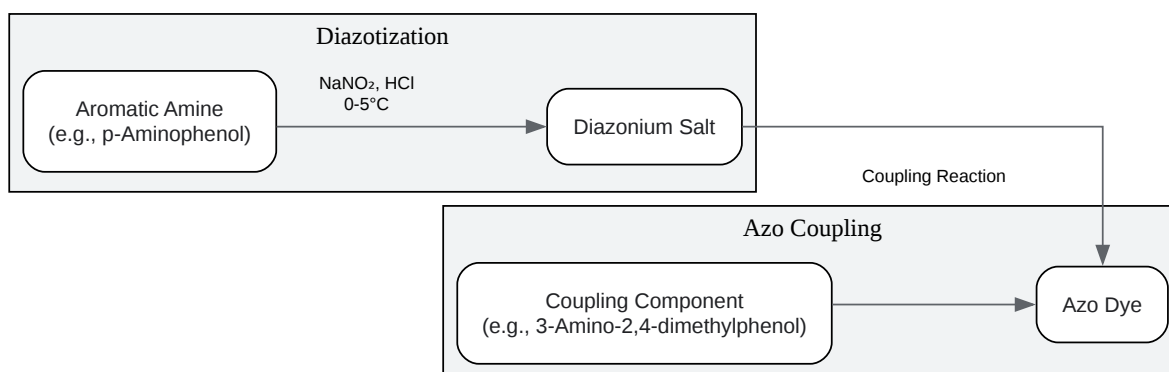 Diazotization
Aromatic Amine
(e.g., p-Aminophenol)
NaNO₂, HCl
0-5°C
Diazonium Salt
Coupling Reaction
Azo Coupling
Coupling Component
(e.g., 3-Amino-2,4-dimethylphenol)
Azo Dye